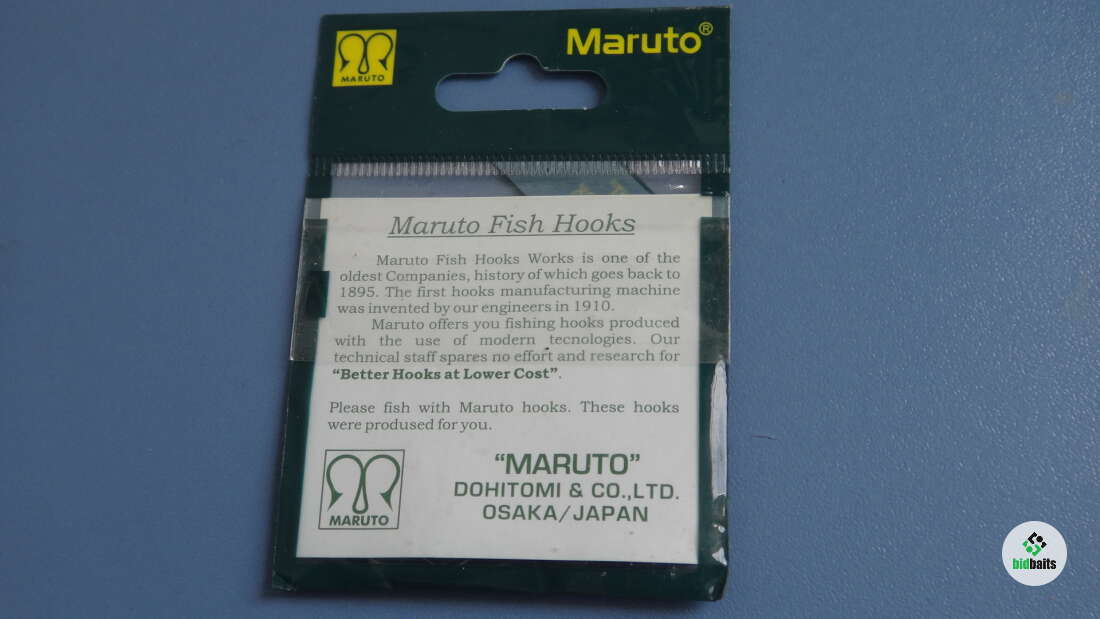 MARUTO
Maruto®
Maruto Fish Hooks
Maruto Fish Hooks Works is one of the
oldest Companies, history of which goes back to
1895. The first hooks manufacturing machine
was invented by our engineers in 1910.
Maruto offers you fishing hooks produced
with the use of modern tecnologies. Our
technical staff spares no effort and research for
“Better Hooks at Lower Cost”.
Please fish with Maruto hooks. These hooks
were prodused for you.
MARUTO
“MARUTO”
DOHITOMI & CO.,LTD.
OSAKA/JAPAN
bidbaits